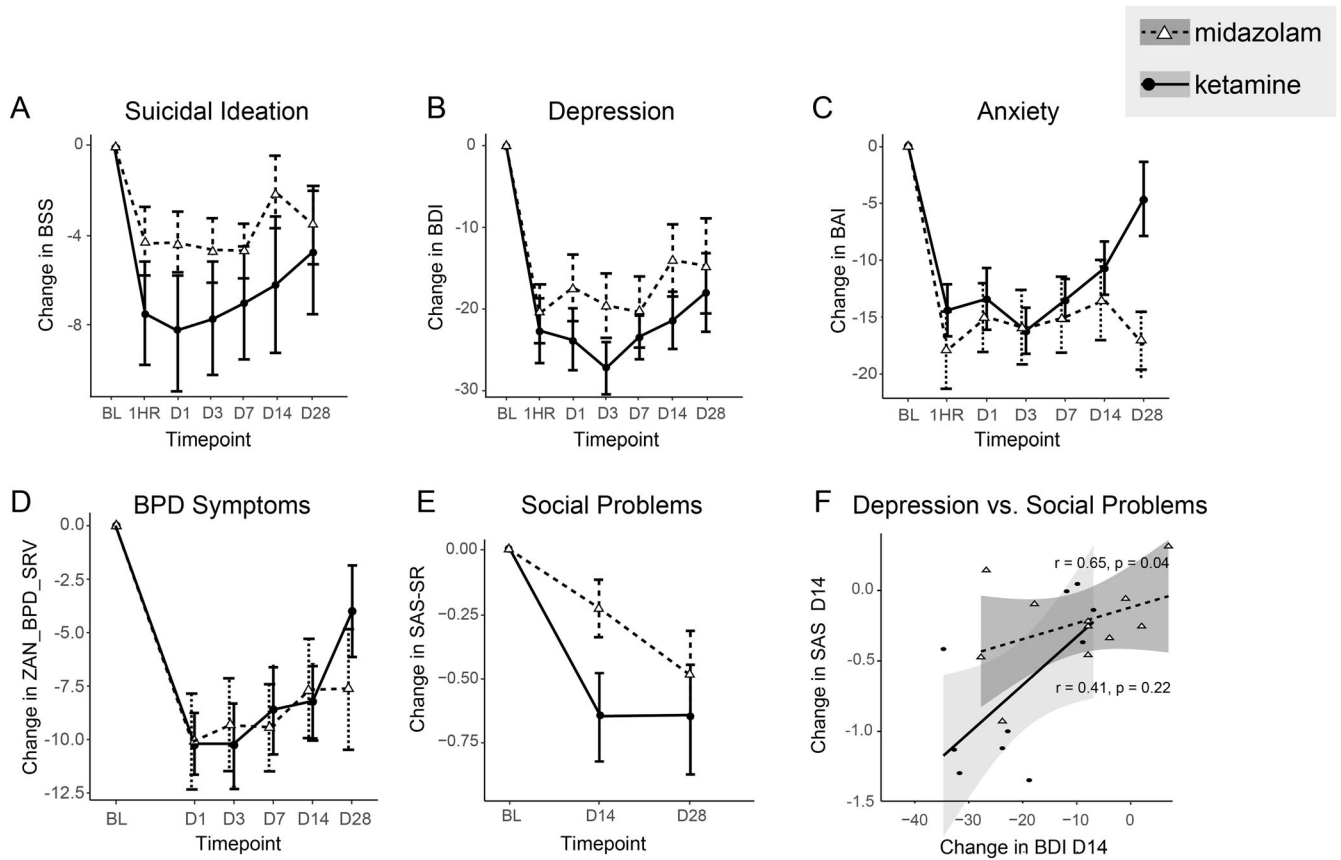 midazolam
ketamine
A
Suicidal Ideation
Change in BSS
0
-4
-8
BL 1HR D1 D3 D7 D14 D28
Timepoint
B
Depression
Change in BDI
0
-10
-20
-30
BL 1HR D1 D3 D7 D14 D28
Timepoint
C
Anxiety
Change in BAI
0
-5
-10
-15
-20
BL 1HR D1 D3 D7 D14 D28
Timepoint
D
BPD Symptoms
Change in ZAN_BPD_SRV
0.0
-2.5
-5.0
-7.5
-10.0
-12.5
BL D1 D3 D7 D14 D28
Timepoint
E
Social Problems
Change in SAS-SR
0.00
-0.25
-0.50
-0.75
BL D14 D28
Timepoint
F
Depression vs. Social Problems
Change in SAS D14
0.0
-0.5
-1.0
-1.5
r = 0.65, p = 0.04
r = 0.41, p = 0.22
−40 −30 −20 −10 0
Change in BDI D14